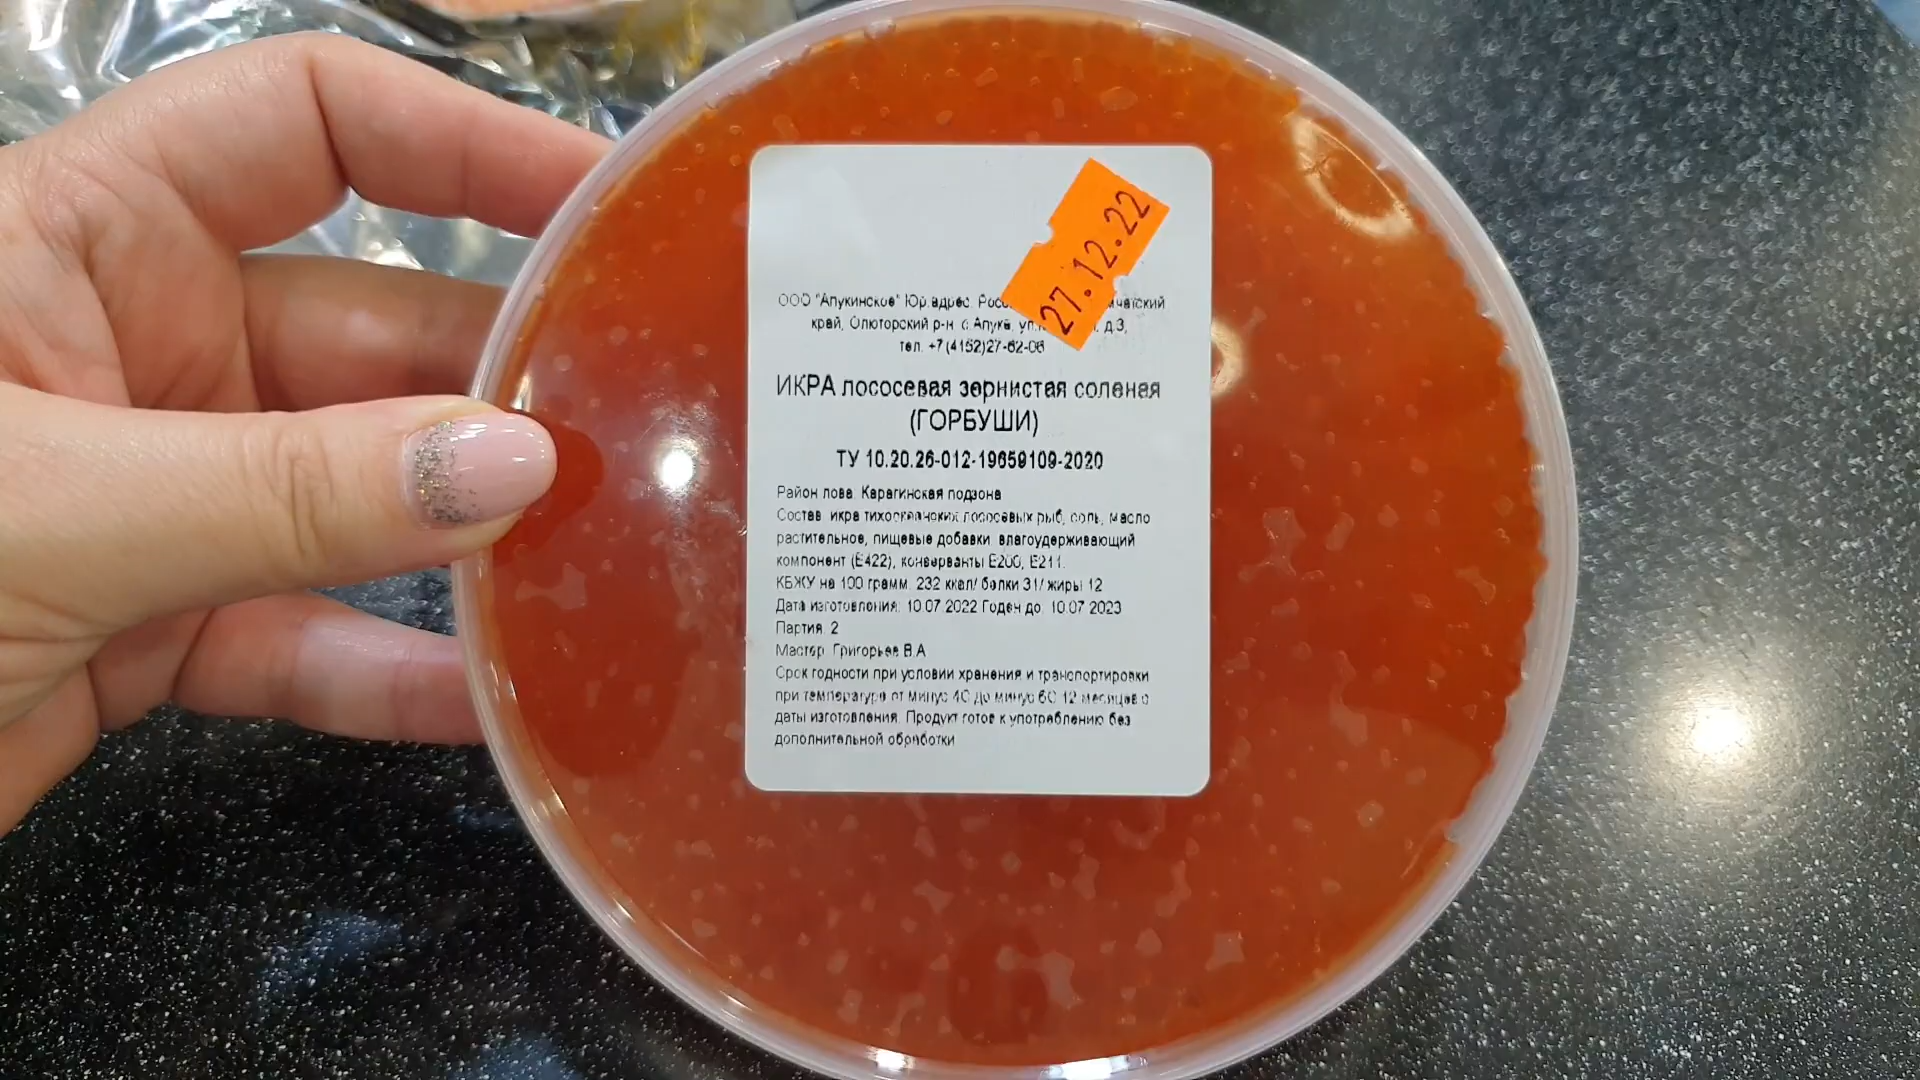 27.12.22
ООО "Апукинское" Юр.адрес: мчатский
край, Олюторский р-н с. Апука, д.3,
тел. +7(4152)27-62-06
ИКРА лососевая зернистая соленая
(ГОРБУШИ)
ТУ 10.20.26-012-19659109-2020
Район лова: Карагинская подзона
Состав: икра тихоокеанских лососевых рыб, соль, масло
растительное, пищевые добавки: влагоудерживающий
компонент (Е422), консерванты Е200, Е211.
КБЖУ на 100 грамм: 232 ккал/ белки 31/ жиры 12
Дата изготовления: 10.07.2022 Годен до: 10.07.2023
Партия: 2
Мастер: Григорьев В.А
Срок годности при условии хранения и транспортировки
при температуре от минус 4С до минус 6С 12 месяцев с
даты изготовления. Продукт готов к употреблению без
дополнительной обработки